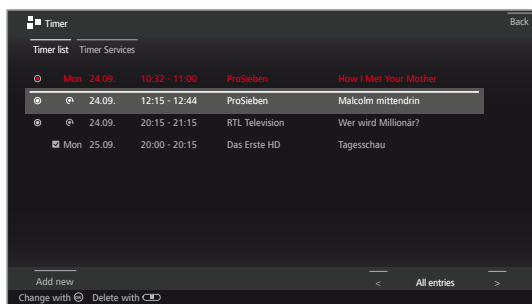 Timer Back
Timer list Timer Services
Mon 24.09. 10:32 - 11:00 ProSieben How I Met Your Mother
24.09. 12:15 - 12:44 ProSieben Malcolm mittendrin
24.09. 20:15 - 21:15 RTL Television Wer wird Millionär?
Mon 25.09. 20:00 - 20:15 Das Erste HD Tagesschau
Add new < All entries >
Change with OK Delete with